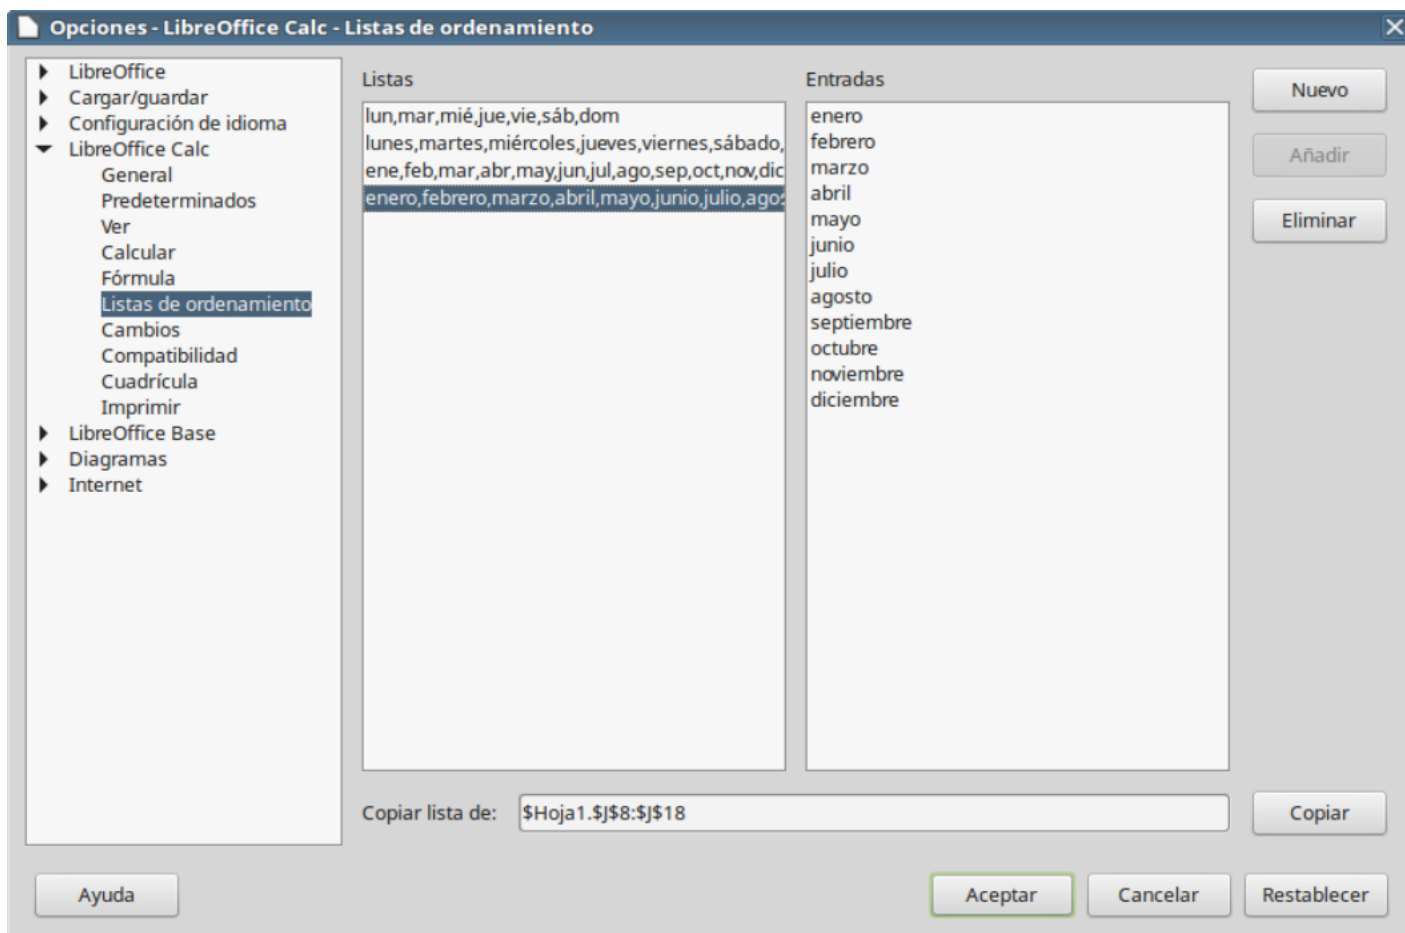 Opciones - LibreOffice Calc - Listas de ordenamiento
LibreOffice
Cargar/guardar
Configuración de idioma
LibreOffice Calc
General
Predeterminados
Ver
Calcular
Fórmula
Listas de ordenamiento
Cambios
Compatibilidad
Cuadrícula
Imprimir
LibreOffice Base
Diagramas
Internet
Listas
lun,mar,mié,jue,vie,sáb,dom
lunes,martes,miércoles,jueves,viernes,sábado,
ene,feb,mar,abr,may,jun,jul,ago,sep,oct,nov,dic
enero,febrero,marzo,abril,mayo,junio,julio,agos
Entradas
enero
febrero
marzo
abril
mayo
junio
julio
agosto
septiembre
octubre
noviembre
diciembre
Nuevo
Añadir
Eliminar
Copiar lista de: $Hoja1.$J$8:$J$18
Copiar
Ayuda
Aceptar
Cancelar
Restablecer